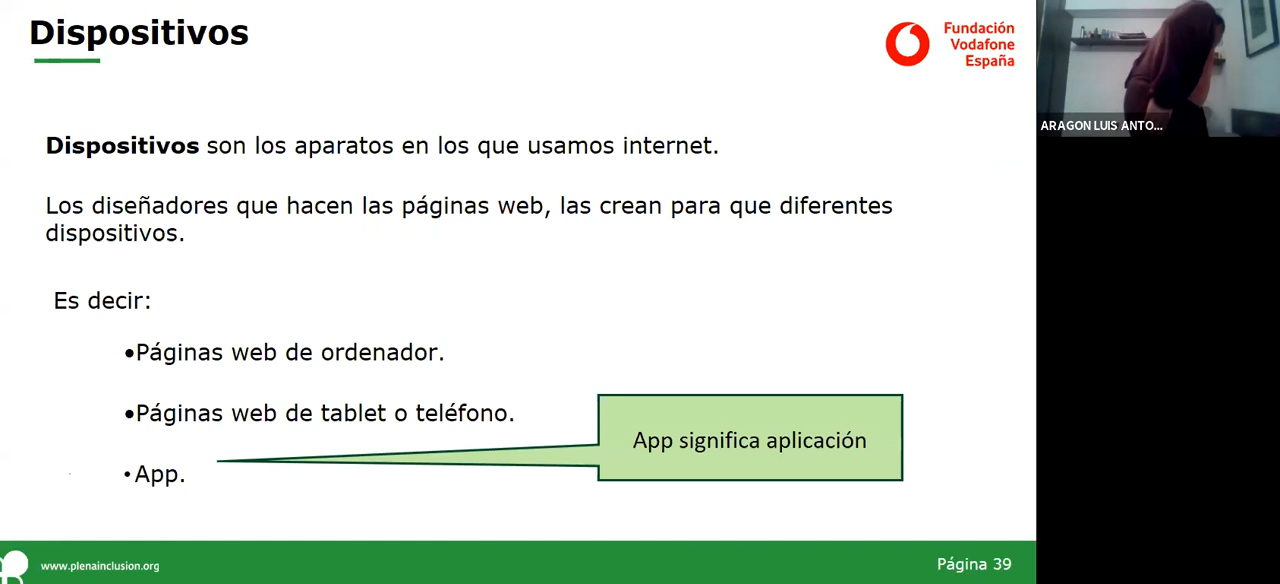 Dispositivos
Fundación
Vodafone
España
ARAGON LUIS ANTO...
Dispositivos son los aparatos en los que usamos internet.
Los diseñadores que hacen las páginas web, las crean para que diferentes
dispositivos.
Es decir:
•Páginas web de ordenador.
•Páginas web de tablet o teléfono.
App significa aplicación
•App.
www.plenainclusion.org
Página 39